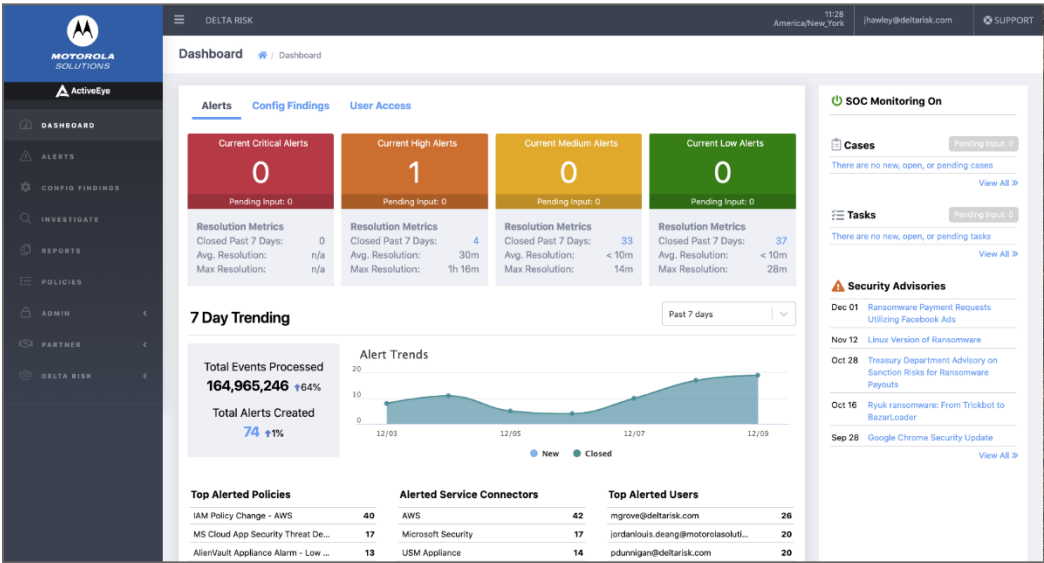 MOTOROLA
SOLUTIONS
ActiveEye
DASHBOARD
ALERTS
CONFIG FINDINGS
INVESTIGATE
REPORTS
POLICIES
ADMIN
PARTNER
DELTA RISK
DELTA RISK
11:28
America/New_York
jhawley@deltarisk.com
SUPPORT
Dashboard / Dashboard
Alerts Config Findings User Access
Current Critical Alerts
0
Pending Input: 0
Resolution Metrics
Closed Past 7 Days: 0
Avg. Resolution: n/a
Max Resolution: n/a
Current High Alerts
1
Pending Input: 0
Resolution Metrics
Closed Past 7 Days: 4
Avg. Resolution: 30m
Max Resolution: 1h 16m
Current Medium Alerts
0
Pending Input: 0
Resolution Metrics
Closed Past 7 Days: 33
Avg. Resolution: < 10m
Max Resolution: 14m
Current Low Alerts
0
Pending Input: 0
Resolution Metrics
Closed Past 7 Days: 37
Avg. Resolution: < 10m
Max Resolution: 28m
7 Day Trending
Past 7 days
Total Events Processed
164,965,246 ↑64%
Total Alerts Created
74 ↑1%
Alert Trends
20
10
0
12/03 12/05 12/07 12/09
New Closed
Top Alerted Policies
IAM Policy Change - AWS 40
MS Cloud App Security Threat De... 17
AlienVault Appliance Alarm - Low ... 13
Alerted Service Connectors
AWS 42
Microsoft Security 17
USM Appliance 14
Top Alerted Users
mgrove@deltarisk.com 26
jordanlouis.deang@motorolasoluti... 20
pdunnigan@deltarisk.com 20
SOC Monitoring On
Cases Pending Input: 0
There are no new, open, or pending cases
View All »
Tasks Pending Input: 0
There are no new, open, or pending tasks
View All »
Security Advisories
Dec 01 Ransomware Payment Requests
Utilizing Facebook Ads
Nov 12 Linux Version of Ransomware
Oct 28 Treasury Department Advisory on
Sanction Risks for Ransomware
Payouts
Oct 16 Ryuk ransomware: From Trickbot to
BazarLoader
Sep 28 Google Chrome Security Update
View All »